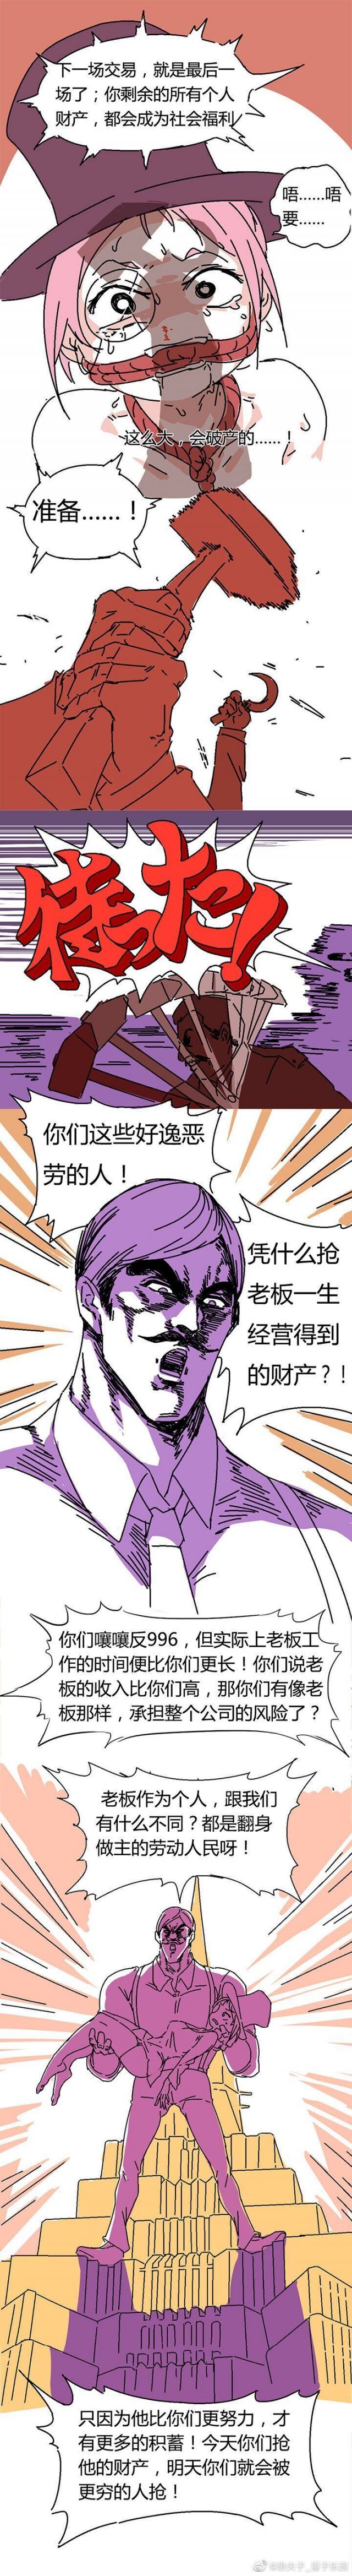 下一场交易，就是最后一
场了；你剩余的所有个人
财产，都会成为社会福利
唔……唔
要……
这么大，会破产的……！
准备……！
待った！
你们这些好逸恶
劳的人！
凭什么抢
老板一生
经营得到
的财产？！
你们嚷嚷反996，但实际上老板工
作的时间便比你们更长！你们说老
板的收入比你们高，那你们有像老
板那样，承担整个公司的风险了？
老板作为个人，跟我们
有什么不同？都是翻身
做主的劳动人民呀！
只因为他比你们更努力，才
有更多的积蓄！今天你们抢
他的财产，明天你们就会被
更穷的人抢！